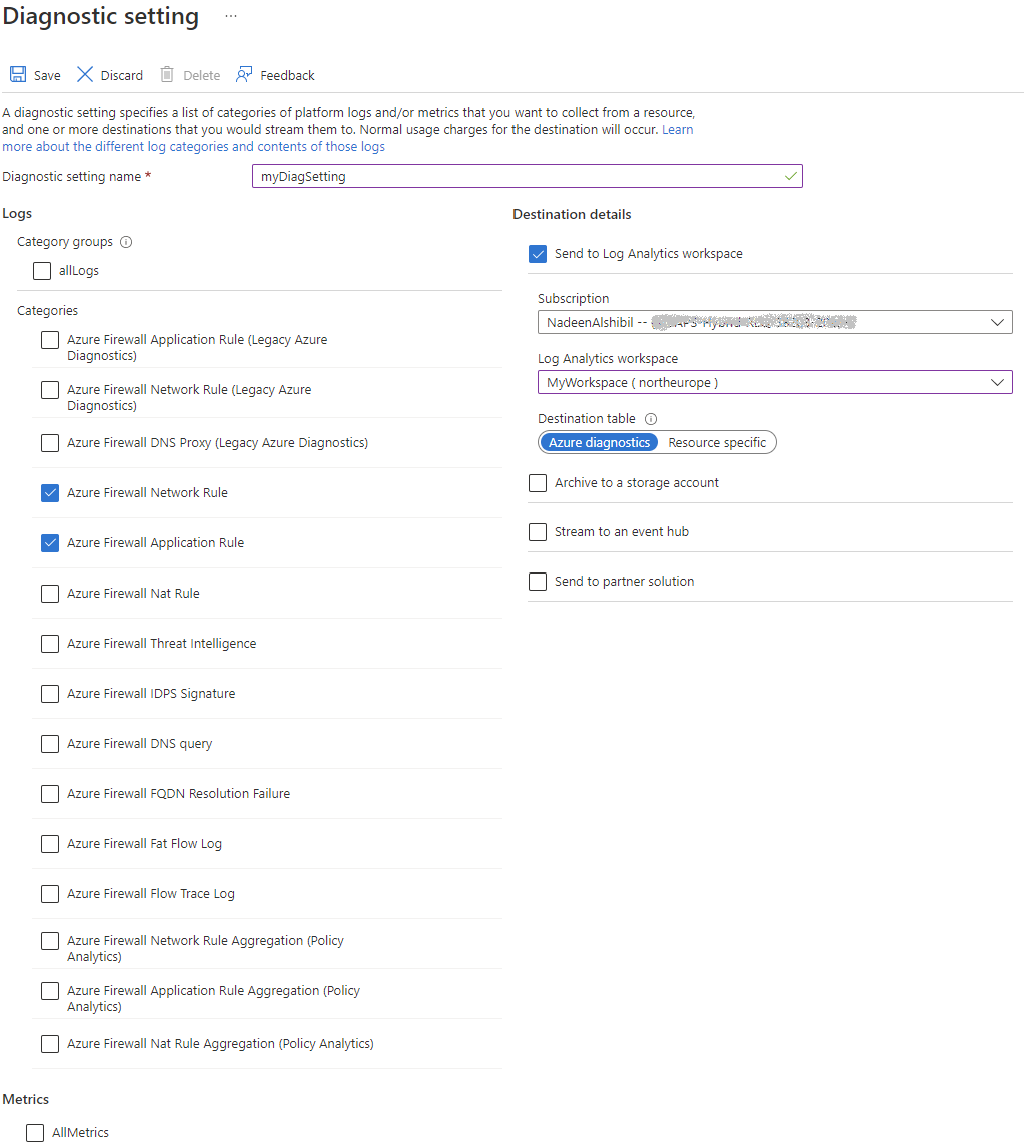 Diagnostic setting ...
Save Discard Delete Feedback
A diagnostic setting specifies a list of categories of platform logs and/or metrics that you want to collect from a resource,
and one or more destinations that you would stream them to. Normal usage charges for the destination will occur. Learn
more about the different log categories and contents of those logs
Diagnostic setting name *
myDiagSetting
Logs
Category groups
allLogs
Categories
Azure Firewall Application Rule (Legacy Azure
Diagnostics)
Azure Firewall Network Rule (Legacy Azure
Diagnostics)
Azure Firewall DNS Proxy (Legacy Azure Diagnostics)
Azure Firewall Network Rule
Azure Firewall Application Rule
Azure Firewall Nat Rule
Azure Firewall Threat Intelligence
Azure Firewall IDPS Signature
Azure Firewall DNS query
Azure Firewall FQDN Resolution Failure
Azure Firewall Fat Flow Log
Azure Firewall Flow Trace Log
Azure Firewall Network Rule Aggregation (Policy
Analytics)
Azure Firewall Application Rule Aggregation (Policy
Analytics)
Azure Firewall Nat Rule Aggregation (Policy Analytics)
Metrics
AllMetrics
Destination details
Send to Log Analytics workspace
Subscription
NadeenAlshibil --
Log Analytics workspace
MyWorkspace ( northeurope )
Destination table
Azure diagnostics Resource specific
Archive to a storage account
Stream to an event hub
Send to partner solution